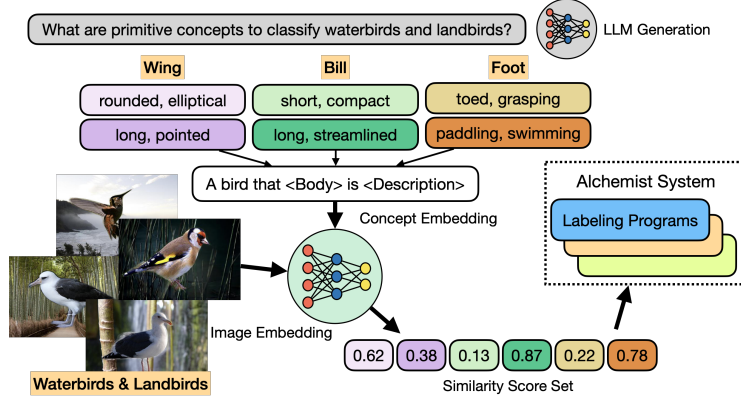 What are primitive concepts to classify waterbirds and landbirds?
LLM Generation
Wing
Bill
Foot
rounded, elliptical
short, compact
toed, grasping
long, pointed
long, streamlined
paddling, swimming
A bird that <Body> is <Description>
Concept Embedding
Alchemist System
Labeling Programs
Image Embedding
Waterbirds & Landbirds
0.62
0.38
0.13
0.87
0.22
0.78
Similarity Score Set